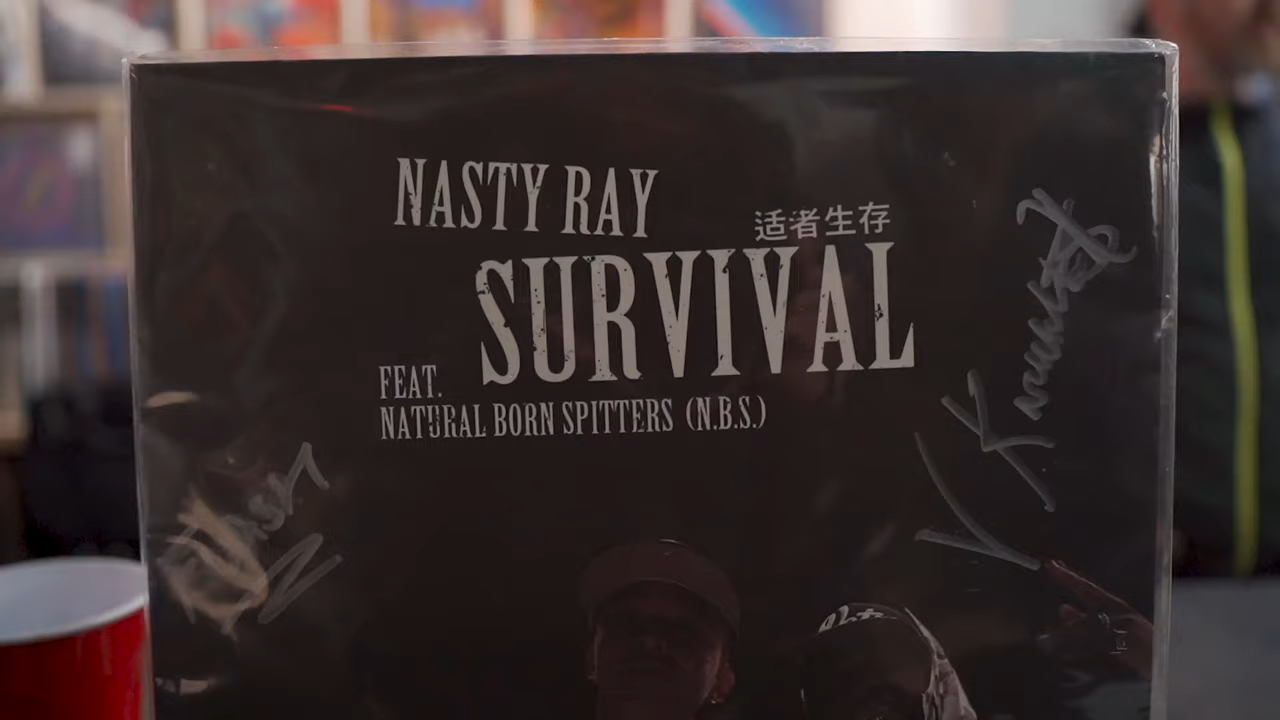 NASTY RAY
适者生存
SURVIVAL
FEAT.
NATURAL BORN SPITTERS (N.B.S.)